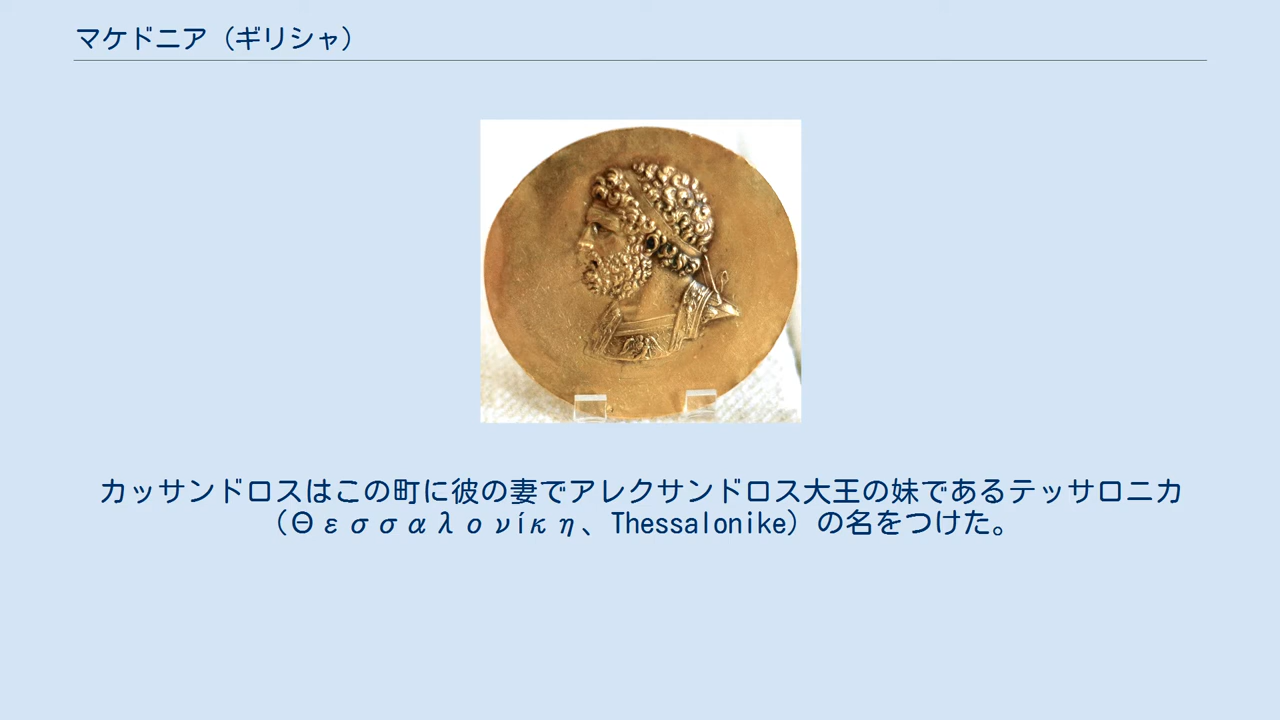 マケドニア（ギリシャ）
カッサンドロスはこの町に彼の妻でアレクサンドロス大王の妹であるテッサロニカ
（Θεσσαλονίκη、Thessalonike）の名をつけた。